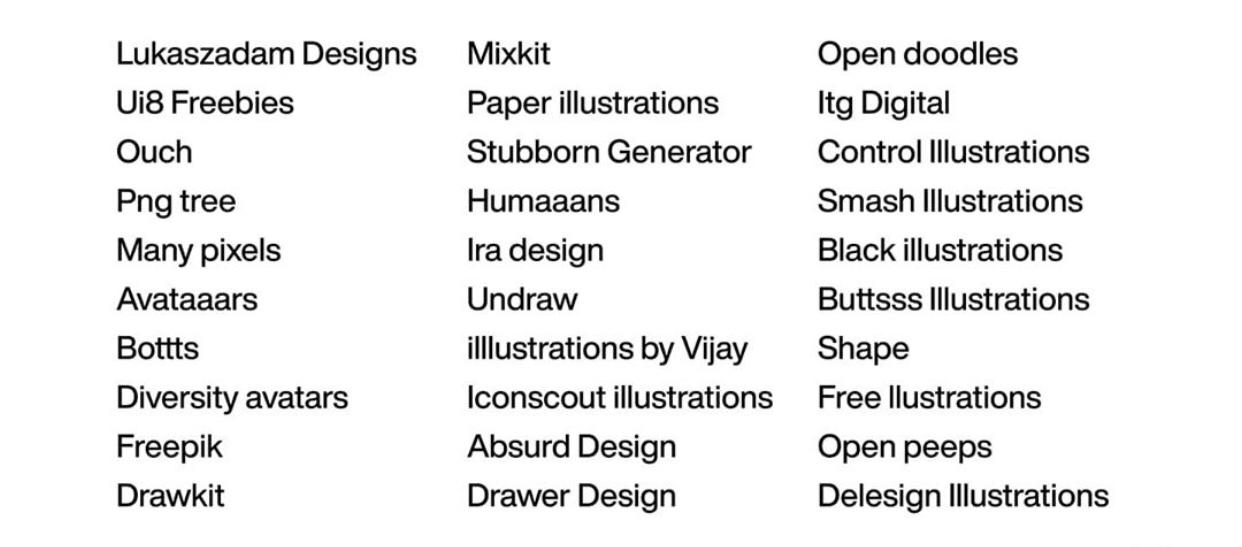 Lukaszadam Designs
Ui8 Freebies
Ouch
Png tree
Many pixels
Avataaars
Bottts
Diversity avatars
Freepik
Drawkit
Mixkit
Paper illustrations
Stubborn Generator
Humaaans
Ira design
Undraw
illlustrations by Vijay
Iconscout illustrations
Absurd Design
Drawer Design
Open doodles
Itg Digital
Control Illustrations
Smash Illustrations
Black illustrations
Buttsss Illustrations
Shape
Free llustrations
Open peeps
Delesign Illustrations